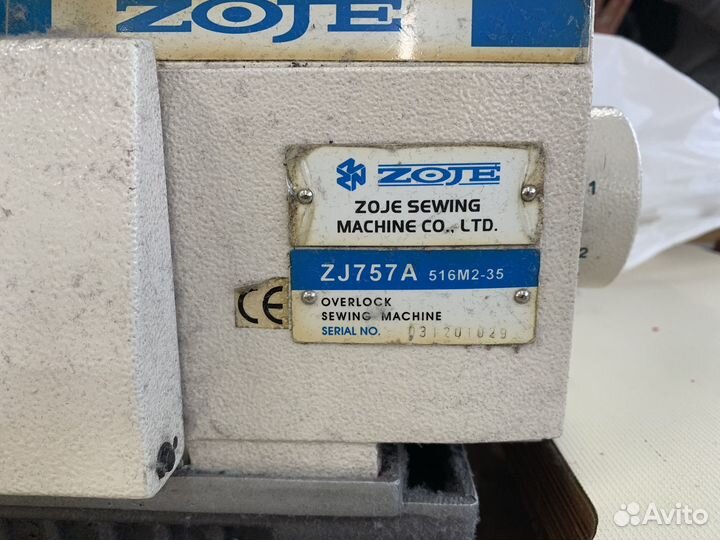 ZOJE
ZOJE
ZOJE SEWING
MACHINE CO., LTD.
ZJ757A 516M2-35
CE
OVERLOCK
SEWING MACHINE
SERIAL NO. 031201029
1
2
Avito